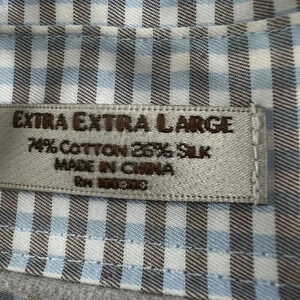 EXTRA EXTRA LARGE
74% COTTON 26% SILK
MADE IN CHINA
RN